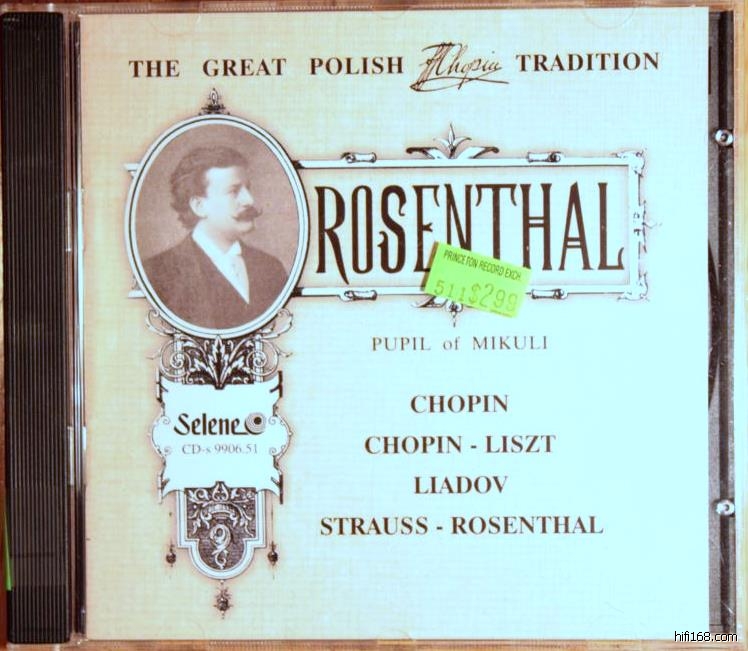 THE GREAT POLISH Chopin TRADITION
ROSENTHAL
PRINCETON RECORD EXCH.
511$2.99
PUPIL of MIKULI
CHOPIN
CHOPIN - LISZT
LIADOV
STRAUSS - ROSENTHAL
Selene
CD-s 9906.51
hifi168.com